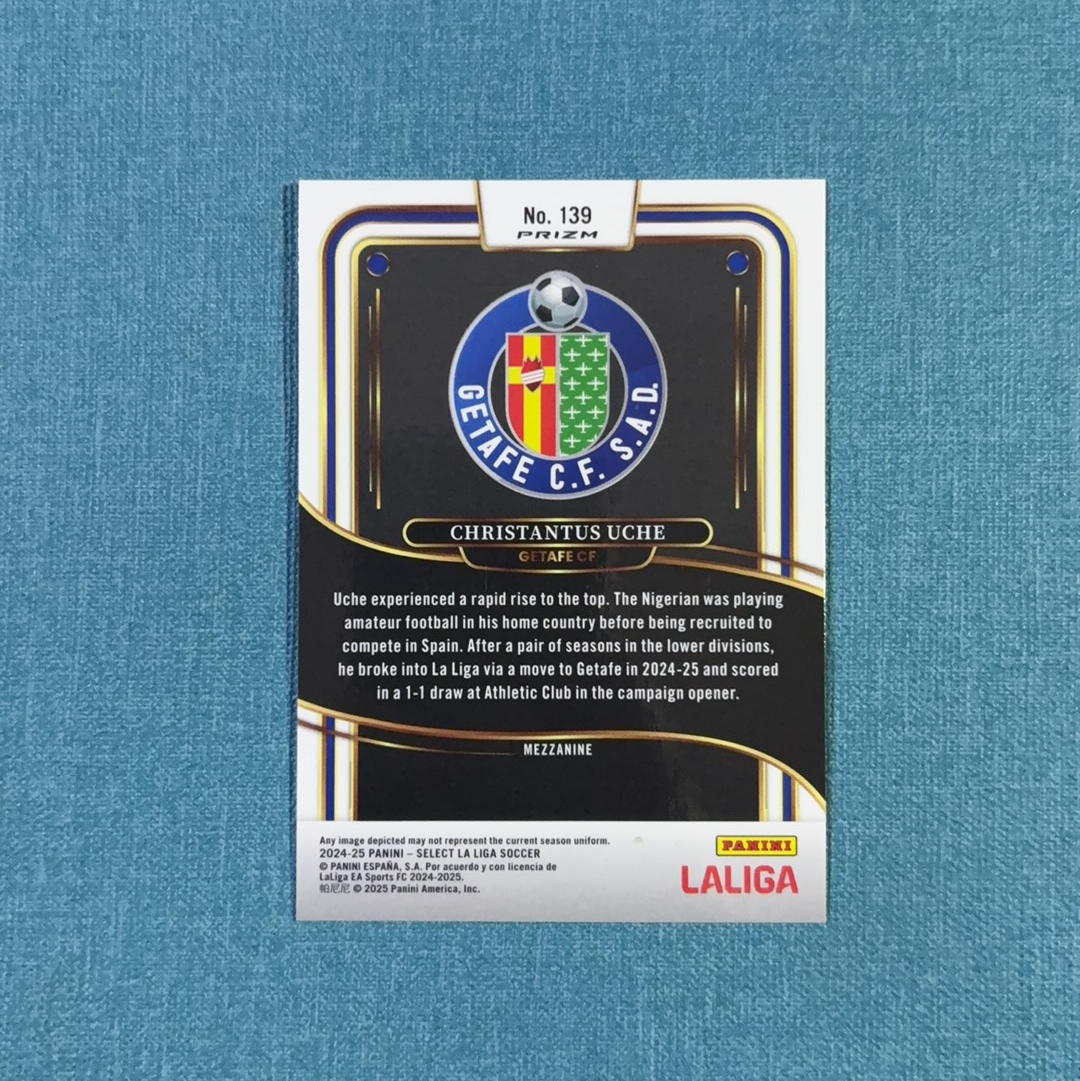 No. 139
PRIZM
GETAFE C.F. S.A.D.
CHRISTANTUS UCHE
GETAFE CF
Uche experienced a rapid rise to the top. The Nigerian was playing
amateur football in his home country before being recruited to
compete in Spain. After a pair of seasons in the lower divisions,
he broke into La Liga via a move to Getafe in 2024-25 and scored
in a 1-1 draw at Athletic Club in the campaign opener.
MEZZANINE
Any image depicted may not represent the current season uniform.
2024-25 PANINI – SELECT LA LIGA SOCCER
© PANINI ESPAÑA, S.A. Por acuerdo y con licencia de
LaLiga EA Sports FC 2024-2025.
帕尼尼 © 2025 Panini America, Inc.
PANINI
LALIGA